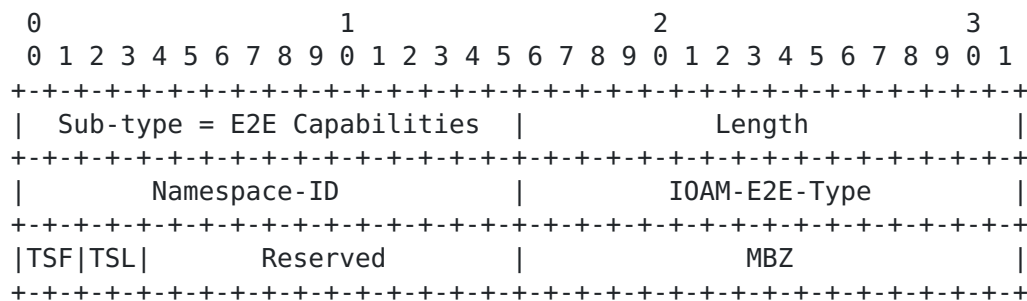 0                   1                   2                   3
 0 1 2 3 4 5 6 7 8 9 0 1 2 3 4 5 6 7 8 9 0 1 2 3 4 5 6 7 8 9 0 1
+-+-+-+-+-+-+-+-+-+-+-+-+-+-+-+-+-+-+-+-+-+-+-+-+-+-+-+-+-+-+-+-+
|  Sub-type = E2E Capabilities  |            Length             |
+-+-+-+-+-+-+-+-+-+-+-+-+-+-+-+-+-+-+-+-+-+-+-+-+-+-+-+-+-+-+-+-+
|        Namespace-ID           |         IOAM-E2E-Type         |
+-+-+-+-+-+-+-+-+-+-+-+-+-+-+-+-+-+-+-+-+-+-+-+-+-+-+-+-+-+-+-+-+
|TSF|TSL|       Reserved        |              MBZ              |
+-+-+-+-+-+-+-+-+-+-+-+-+-+-+-+-+-+-+-+-+-+-+-+-+-+-+-+-+-+-+-+-+